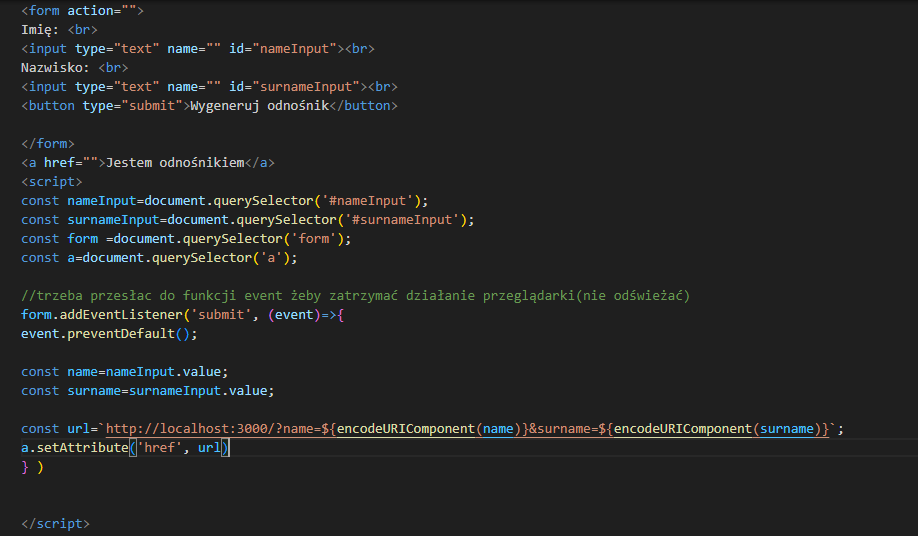 <form action="">
Imię: <br>
<input type="text" name="" id="nameInput"><br>
Nazwisko: <br>
<input type="text" name="" id="surnameInput"><br>
<button type="submit">Wygeneruj odnośnik</button>
</form>
<a href="">Jestem odnośnikiem</a>
<script>
const nameInput=document.querySelector('#nameInput');
const surnameInput=document.querySelector('#surnameInput');
const form =document.querySelector('form');
const a=document.querySelector('a');
//trzeba przesłac do funkcji event żeby zatrzymać działanie przeglądarki(nie odświeżać)
form.addEventListener('submit', (event)=>{
event.preventDefault();
const name=nameInput.value;
const surname=surnameInput.value;
const url=`http://localhost:3000/?name=${encodeURIComponent(name)}&surname=${encodeURIComponent(surname)}`;
a.setAttribute('href', url)
} )
</script>